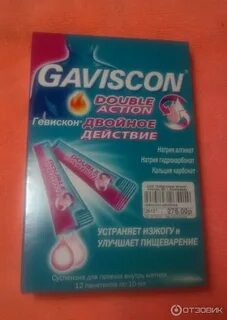 GAVISCON
DOUBLE
ACTION
Гевискон® ДВОЙНОЕ
ДЕЙСТВИЕ
Натрия алгинат
Натрия гидрокарбонат
Кальция карбонат
УСТРАНЯЕТ ИЗЖОГУ и
УЛУЧШАЕТ ПИЩЕВАРЕНИЕ
Суспензия для приема внутрь мятная
12 пакетиков по 10 мл
ОТЗОВИК